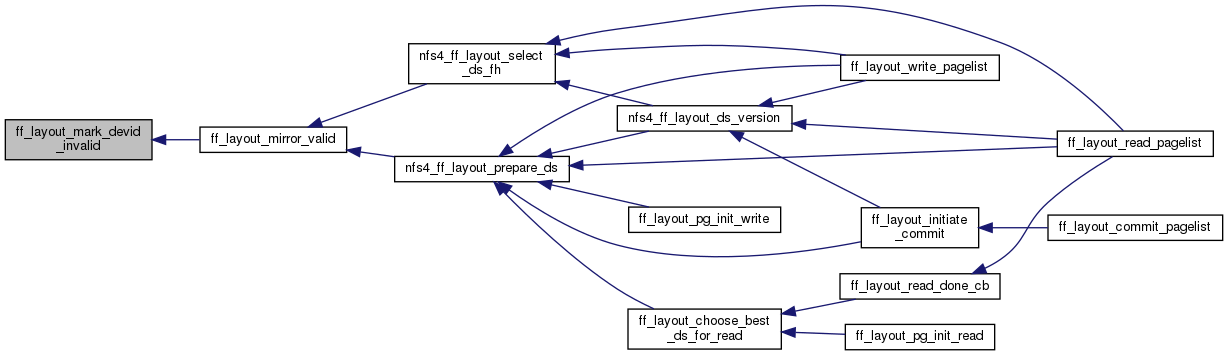 ff_layout_mark_devid
_invalid
ff_layout_mirror_valid
nfs4_ff_layout_select
_ds_fh
nfs4_ff_layout_prepare_ds
nfs4_ff_layout_ds_version
ff_layout_pg_init_write
ff_layout_choose_best
_ds_for_read
ff_layout_write_pagelist
ff_layout_initiate
_commit
ff_layout_read_done_cb
ff_layout_pg_init_read
ff_layout_read_pagelist
ff_layout_commit_pagelist